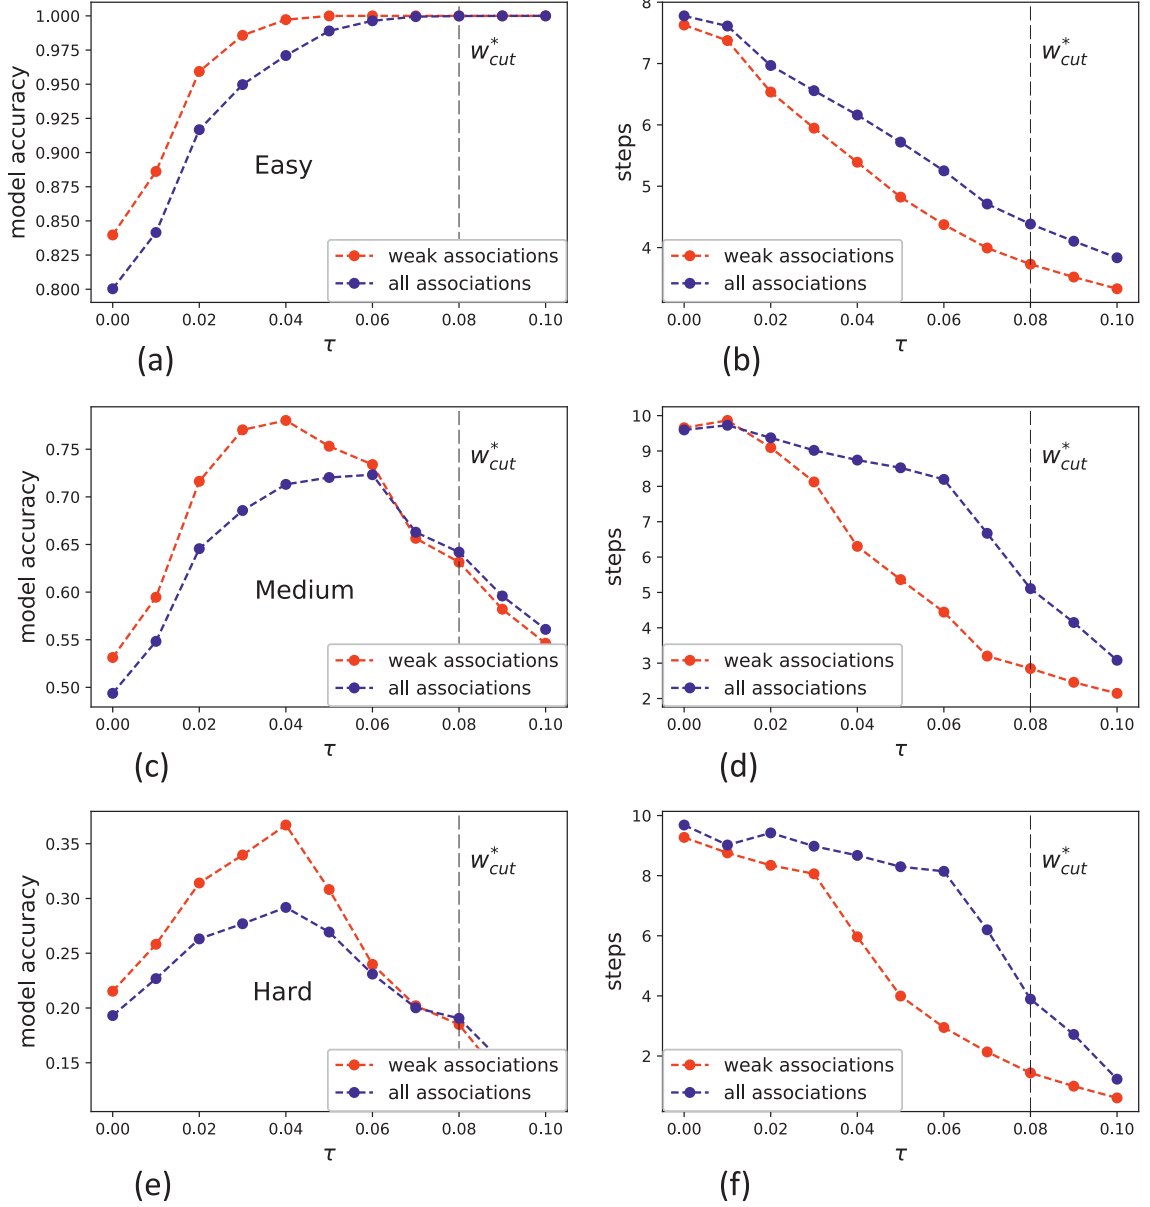 1.000
0.975
0.950
0.925
0.900
0.875
0.850
0.825
0.800
model accuracy
w*cut
Easy
weak associations
all associations
0.00 0.02 0.04 0.06 0.08 0.10
τ
(a)
8
7
6
5
4
steps
w*cut
weak associations
all associations
0.00 0.02 0.04 0.06 0.08 0.10
τ
(b)
0.75
0.70
0.65
0.60
0.55
0.50
model accuracy
w*cut
Medium
weak associations
all associations
0.00 0.02 0.04 0.06 0.08 0.10
τ
(c)
10
9
8
7
6
5
4
3
2
steps
w*cut
weak associations
all associations
0.00 0.02 0.04 0.06 0.08 0.10
τ
(d)
0.35
0.30
0.25
0.20
0.15
model accuracy
w*cut
Hard
weak associations
all associations
0.00 0.02 0.04 0.06 0.08 0.10
τ
(e)
10
8
6
4
2
steps
w*cut
weak associations
all associations
0.00 0.02 0.04 0.06 0.08 0.10
τ
(f)